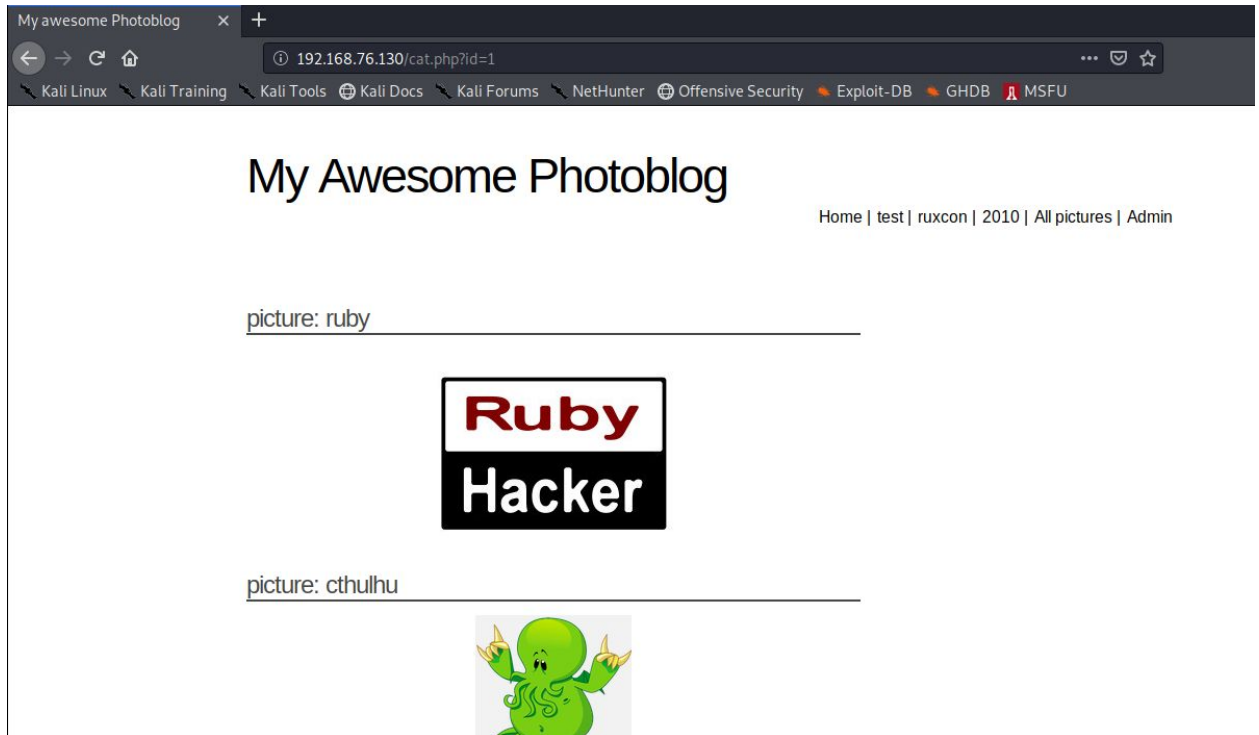 My awesome Photoblog
192.168.76.130/cat.php?id=1
Kali Linux Kali Training Kali Tools Kali Docs Kali Forums NetHunter Offensive Security Exploit-DB GHDB MSFU
My Awesome Photoblog
Home | test | ruxcon | 2010 | All pictures | Admin
picture: ruby
Ruby
Hacker
picture: cthulhu